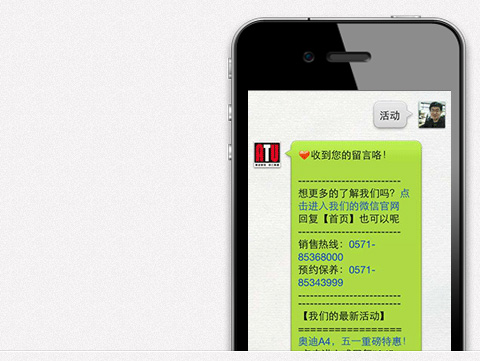 活动
ATU
收到您的留言咯！
-------------------------
想更多的了解我们吗？点
击进入我们的微信官网
回复【首页】也可以呢
-------------------------
销售热线：0571-
85368000
预约保养：0571-
85343999
-------------------------
-------------------------
【我们的最新活动】
=================
奥迪A4，五一重磅特惠！